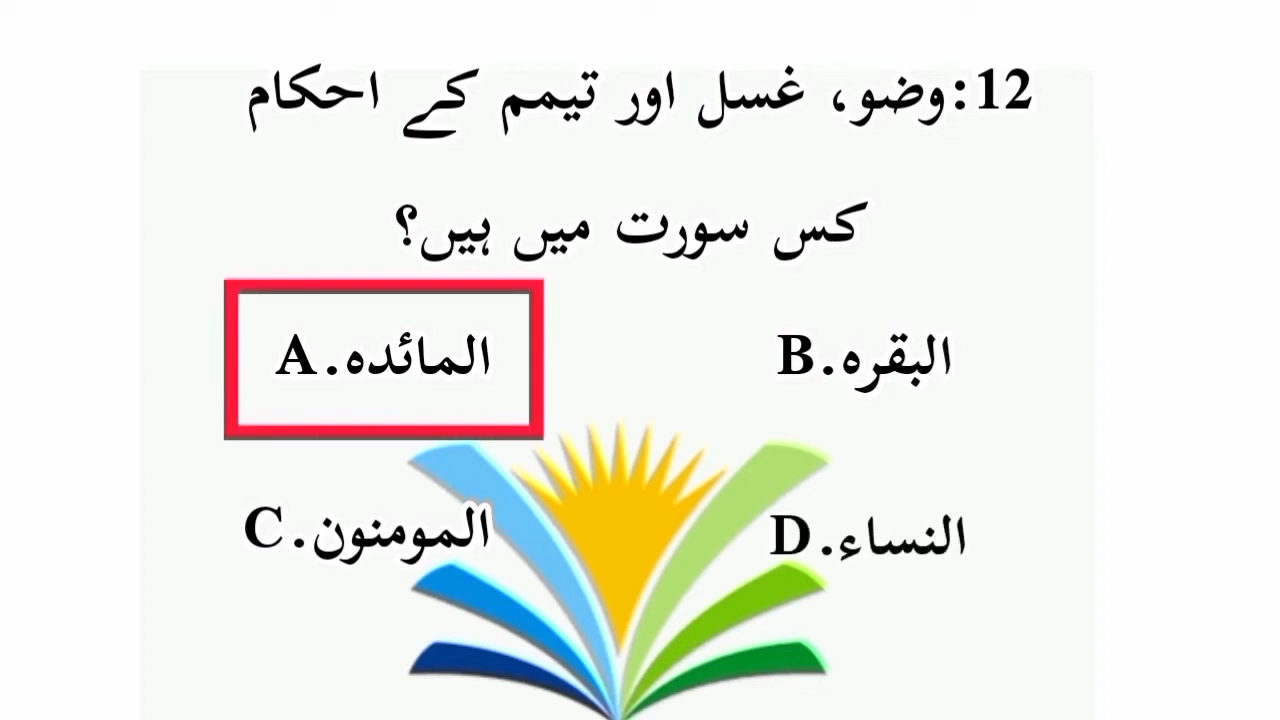 12:وضو، غسل اور تیمم کے احکام
کس سورت میں ہیں؟
A.المائدہ
B.البقرہ
C.المومنون
D.النساء